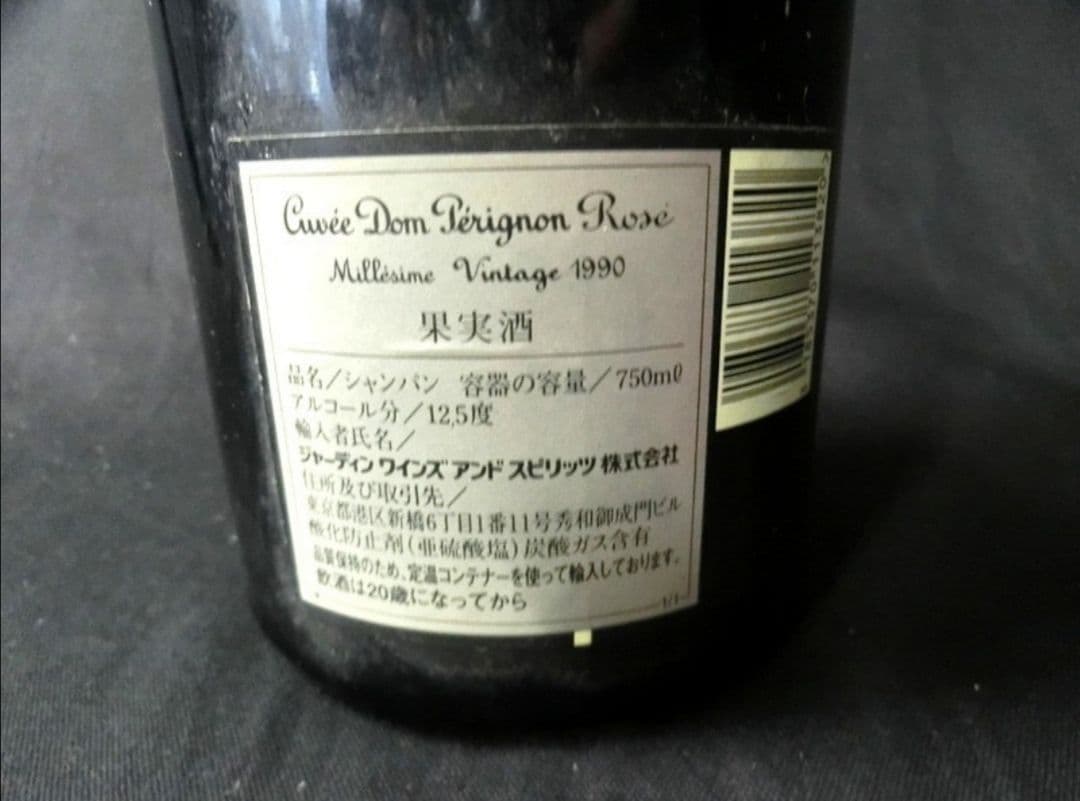 Cuvée Dom Pérignon Rosé
Millésime Vintage 1990
果実酒
品名/シャンパン 容器の容量/750mℓ
アルコール分/12,5度
輸入者氏名/
ジャーディン ワインズ アンド スピリッツ 株式会社
住所及び取引先/
東京都港区新橋6丁目1番11号秀和御成門ビル
酸化防止剤(亜硫酸塩)炭酸ガス含有
品質保持のため、定温コンテナーを使って輸入しております。
飲酒は20歳になってから
1/1